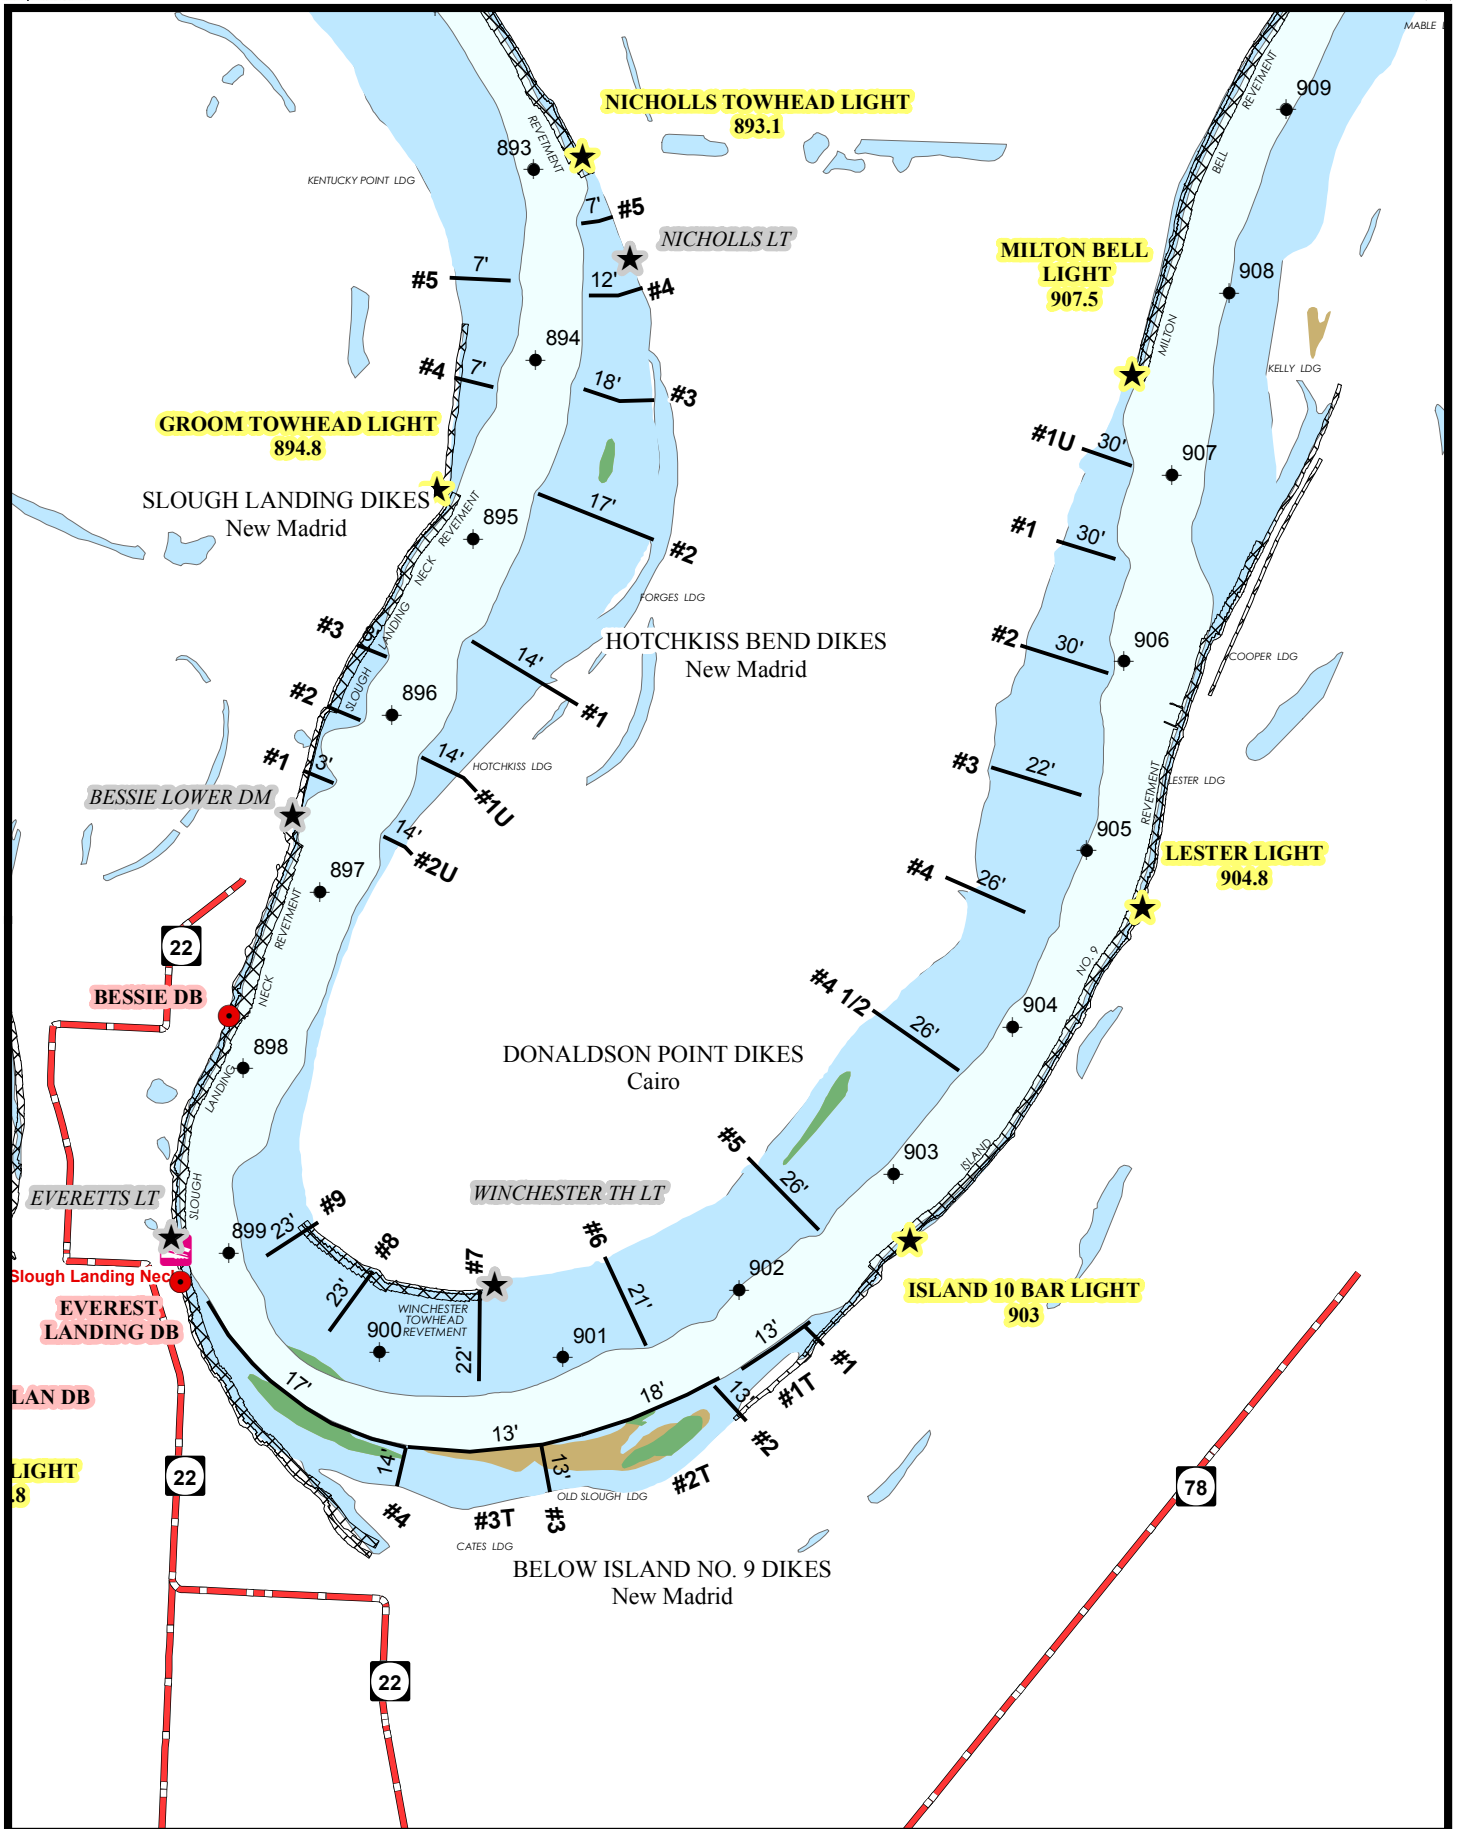 MABLE
909
REVETMENT
NICHOLLS TOWHEAD LIGHT
893.1
REVETMENT
893
KENTUCKY POINT LDG
BELL
7'
#5
NICHOLLS LT
MILTON BELL
LIGHT
907.5
908
#5
7'
12'
#4
894
MILTON
KELLY LDG
#4
7'
18'
#3
GROOM TOWHEAD LIGHT
894.8
#1U
30'
907
SLOUGH LANDING DIKES
New Madrid
REVETMENT
895
17'
#2
#1
30'
NECK
FORGES LDG
#3
LANDING
HOTCHKISS BEND DIKES
New Madrid
#2
30'
906
COOPER LDG
14'
#1
#2
SLOUGH
896
#1
3'
14'
HOTCHKISS LDG
#1U
#3
22'
LESTER LDG
REVETMENT
BESSIE LOWER DM
14'
#2U
905
LESTER LIGHT
904.8
897
#4
26'
REVETMENT
22
NO. 9
NECK
BESSIE DB
#4 1/2
26'
904
898
DONALDSON POINT DIKES
Cairo
LANDING
#5
26'
903
ISLAND
SLOUGH
EVERETTS LT
WINCHESTER TH LT
#9
23'
899
#8
23'
#7
22'
#6
21'
902
Slough Landing Neck
EVEREST
LANDING DB
ISLAND 10 BAR LIGHT
903
WINCHESTER
TOWHEAD
REVETMENT
900
901
13'
#1
17'
18'
13'
#1T
LAN DB
#2
13'
14'
13'
#2T
LIGHT
.8
22
OLD SLOUGH LDG
78
#4
#3T
#3
CATES LDG
BELOW ISLAND NO. 9 DIKES
New Madrid
22